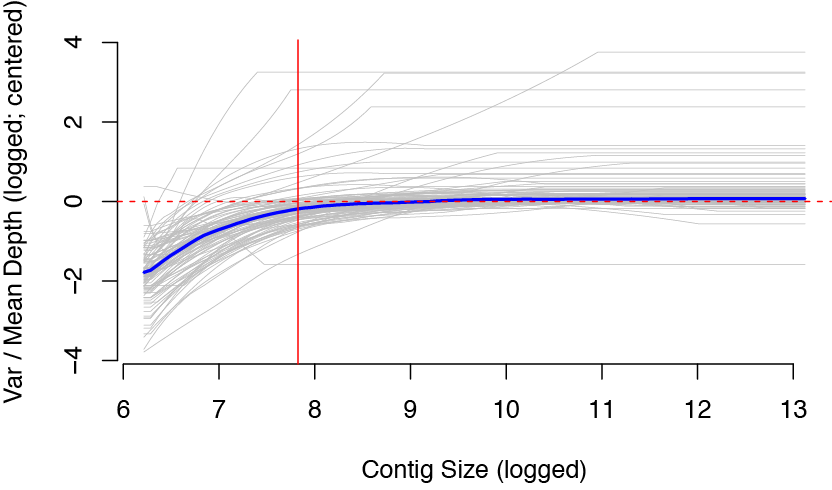 Var / Mean Depth (logged; centered)
4
2
0
−2
−4
6 7 8 9 10 11 12 13
Contig Size (logged)